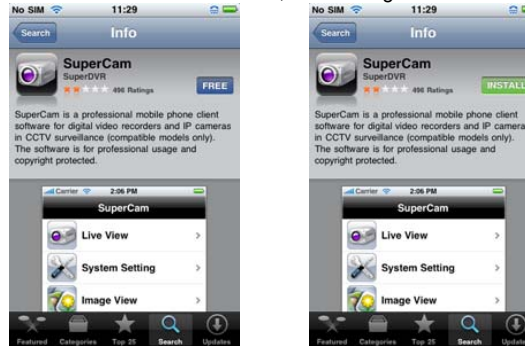 No SIM 11:29
Search Info
SuperCam
SuperDVR
496 Ratings
FREE
SuperCam is a professional mobile phone client
software for digital video recorders and IP cameras
in CCTV surveillance (compatible models only).
The software is for professional usage and
copyright protected.
Carrier 2:06 PM
SuperCam
Live View
System Setting
Image View
Featured Categories Top 25 Search Updates
No SIM 11:29
Search Info
SuperCam
SuperDVR
496 Ratings
INSTALL
SuperCam is a professional mobile phone client
software for digital video recorders and IP camera
in CCTV surveillance (compatible models only).
The software is for professional usage and
copyright protected.
Carrier 2:06 PM
SuperCam
Live View
System Setting
Image View
Featured Categories Top 25 Search Updates